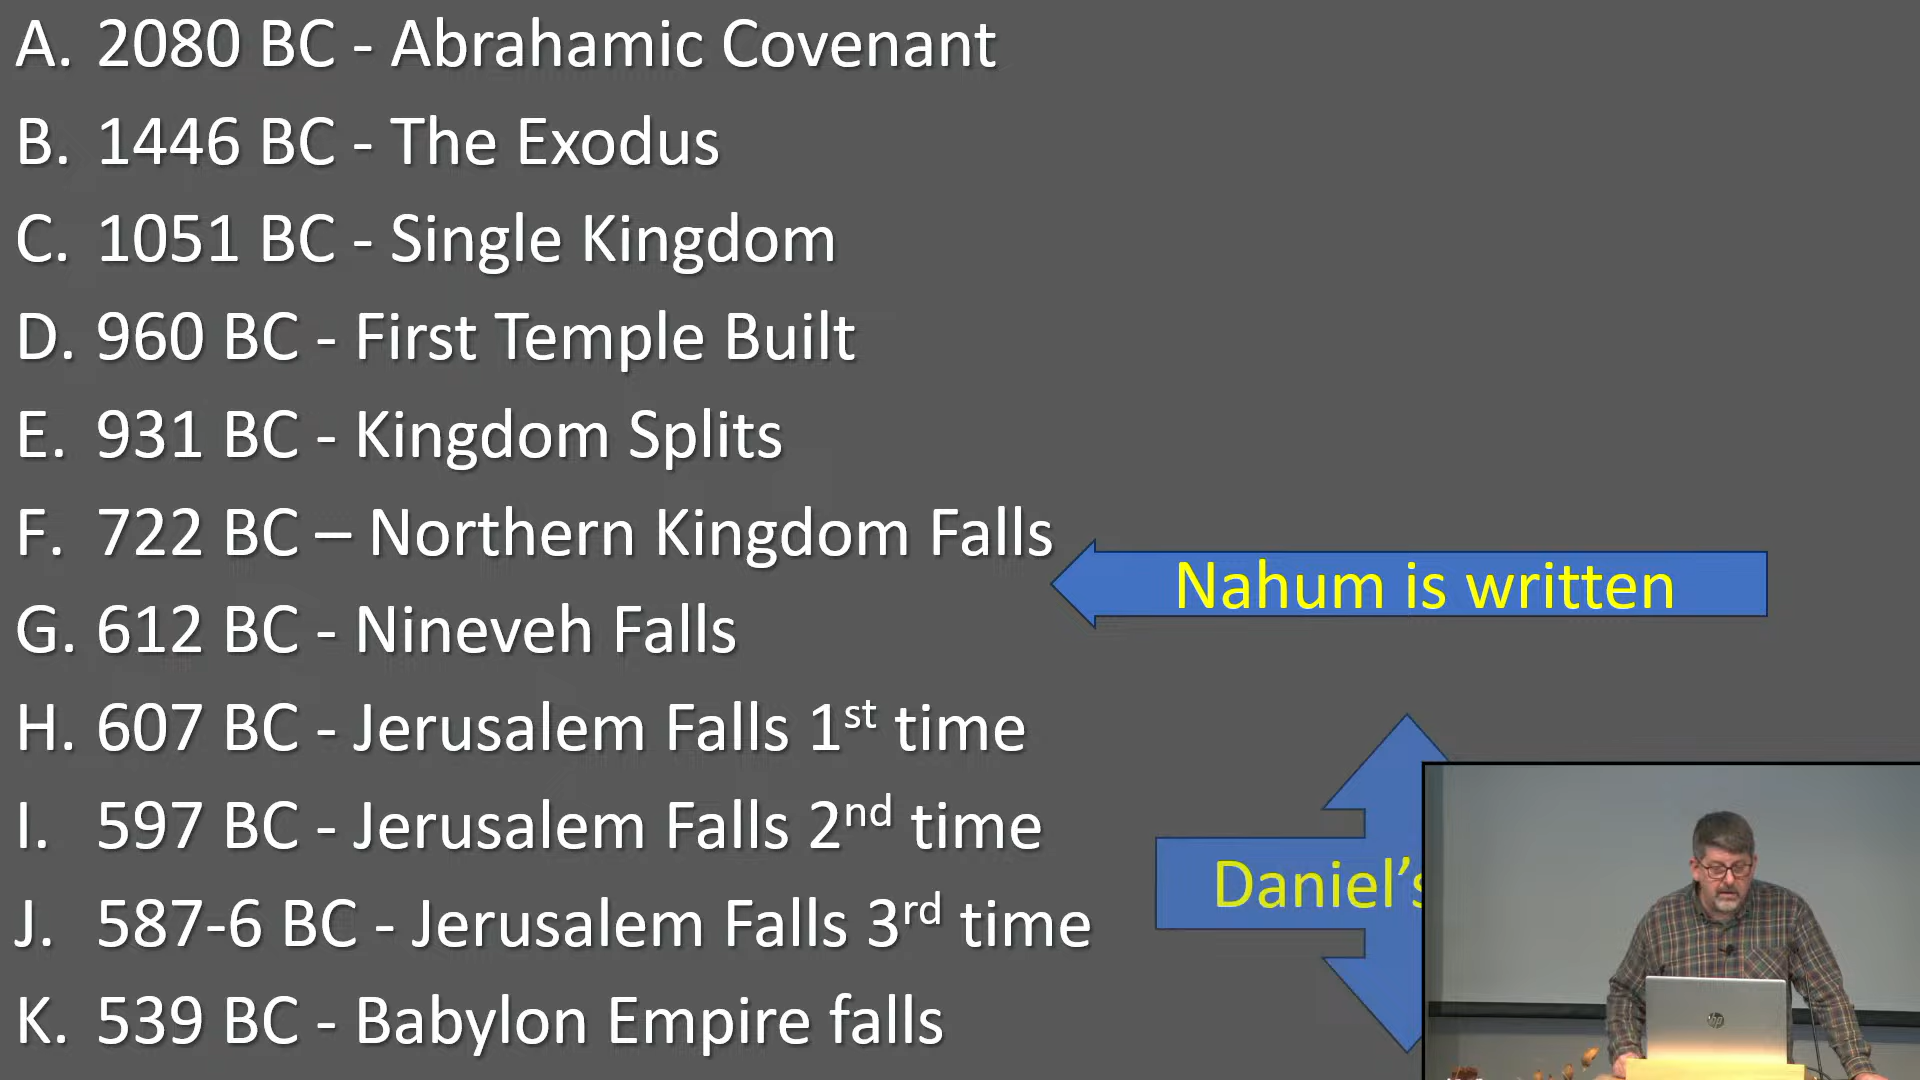 A. 2080 BC - Abrahamic Covenant
B. 1446 BC - The Exodus
C. 1051 BC - Single Kingdom
D. 960 BC - First Temple Built
E. 931 BC - Kingdom Splits
F. 722 BC – Northern Kingdom Falls
Nahum is written
G. 612 BC - Nineveh Falls
H. 607 BC - Jerusalem Falls 1st time
I. 597 BC - Jerusalem Falls 2nd time
Daniel’s
J. 587-6 BC - Jerusalem Falls 3rd time
K. 539 BC - Babylon Empire falls
hp